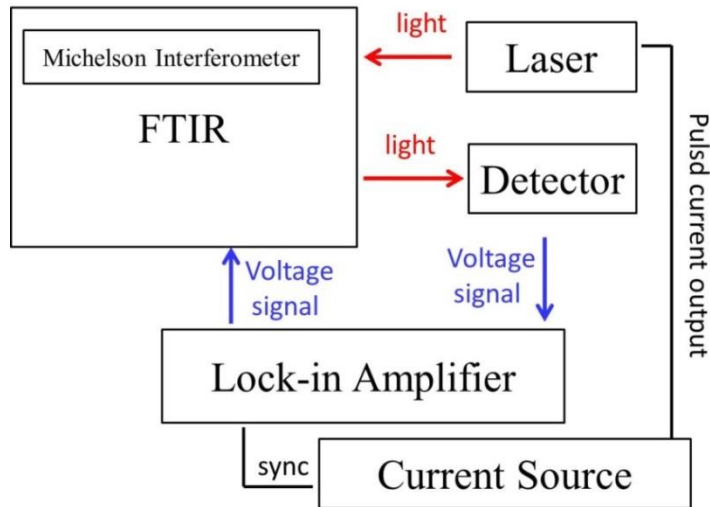 light
Laser
Michelson Interferometer
FTIR
light
Detector
Pulsd current output
Voltage
signal
Voltage
signal
Lock-in Amplifier
sync
Current Source